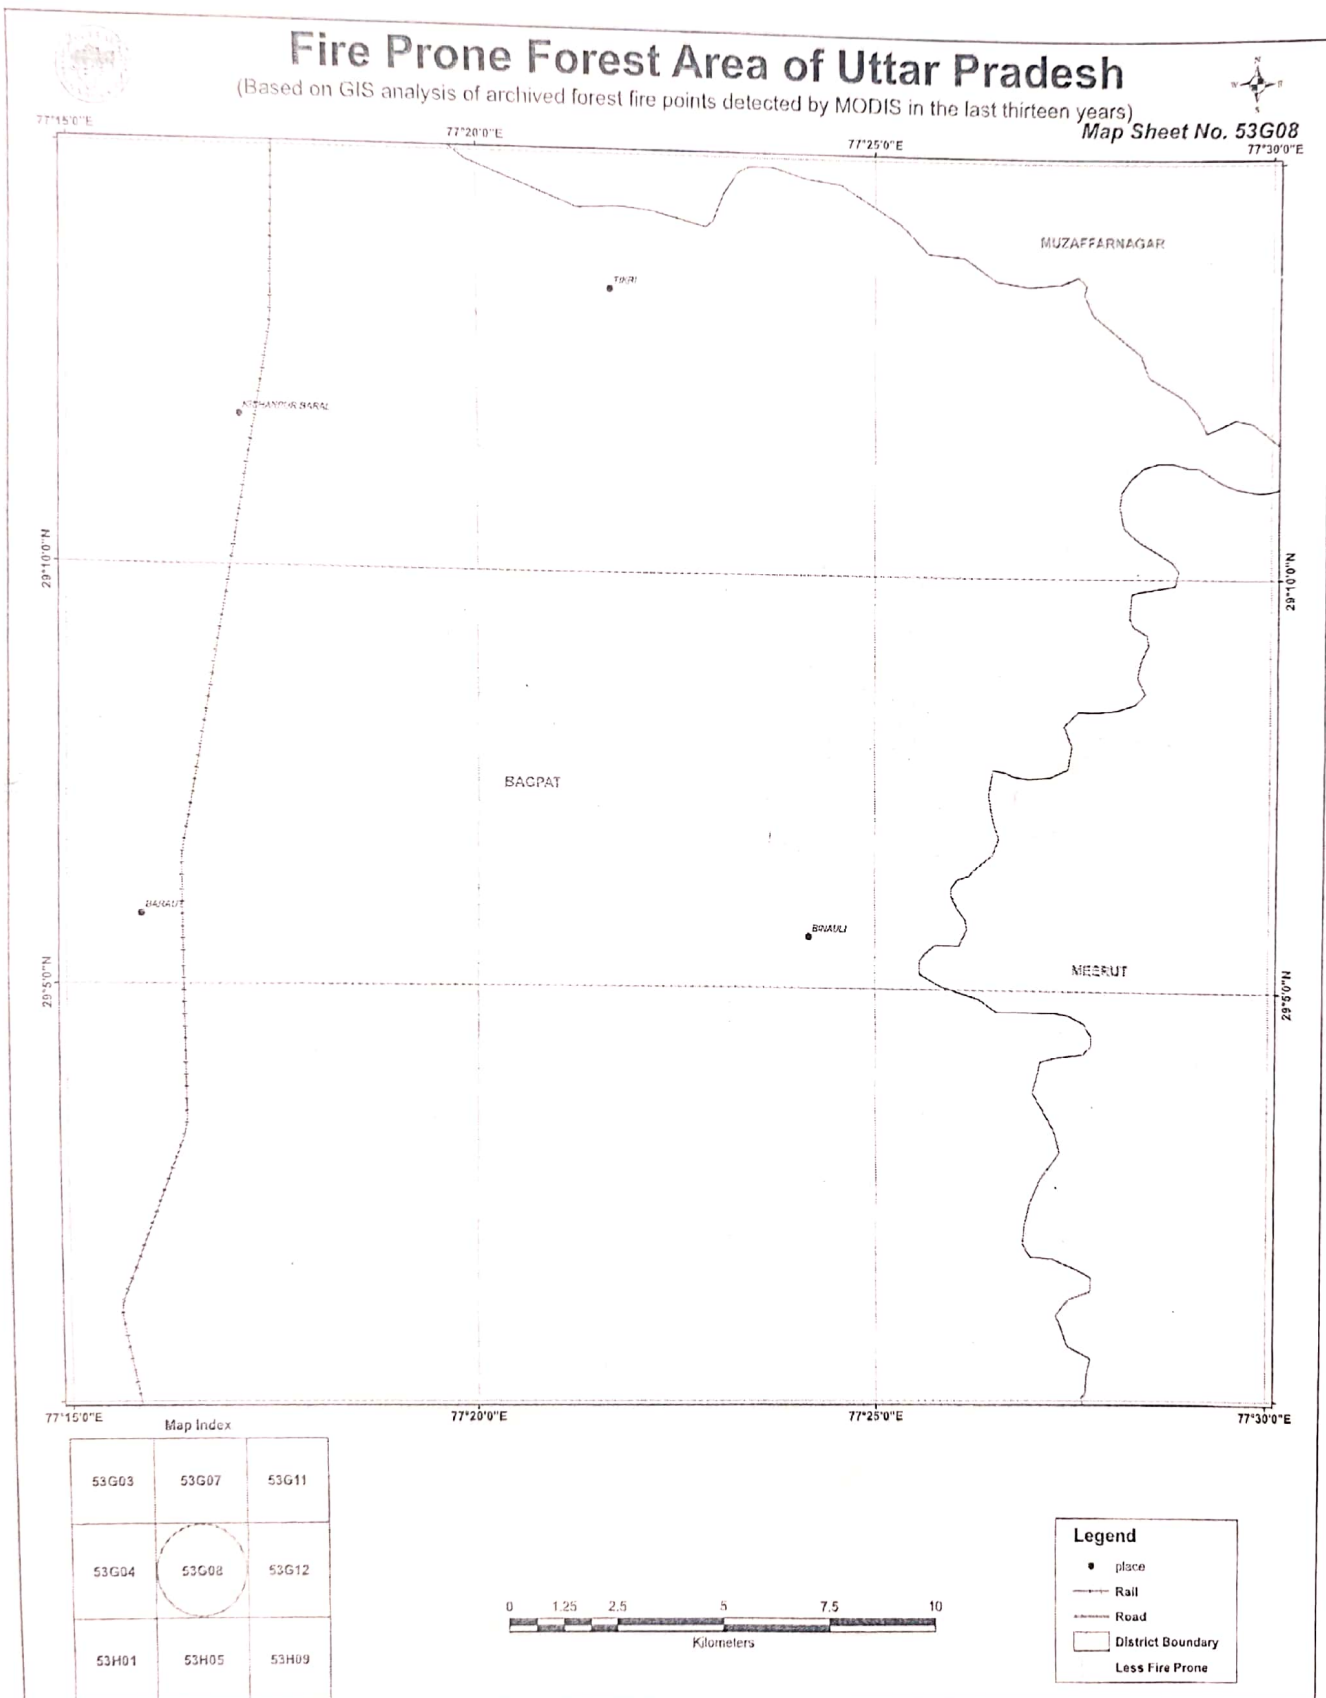 Fire Prone Forest Area of Uttar Pradesh
(Based on GIS analysis of archived forest fire points detected by MODIS in the last thirteen years)
Map Sheet No. 53G08
77°15'0"E
77°20'0"E
77°25'0"E
77°30'0"E
MUZAFFARNAGAR
TIKRI
KISHANPUR BARAL
29°10'0"N
29°10'0"N
BAGPAT
BARAUT
BINAULI
MEERUT
29°5'0"N
29°5'0"N
77°15'0"E
77°20'0"E
77°25'0"E
77°30'0"E
Map Index
53G03 53G07 53G11
53G04 53G08 53G12
53H01 53H05 53H09
0 1.25 2.5 5 7.5 10
Kilometers
Legend
place
Rail
Road
District Boundary
Less Fire Prone